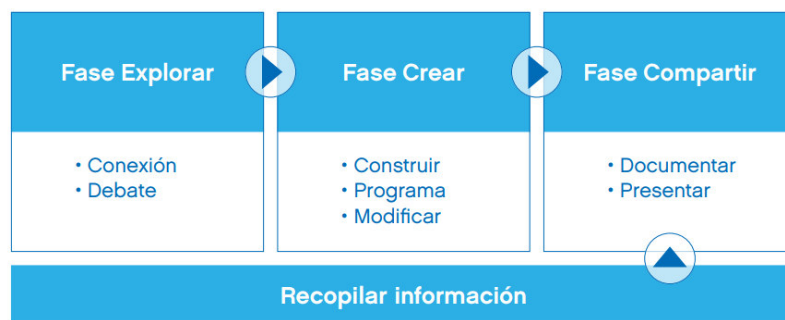 Fase Explorar
• Conexión
• Debate
Fase Crear
• Construir
• Programa
• Modificar
Fase Compartir
• Documentar
• Presentar
Recopilar información